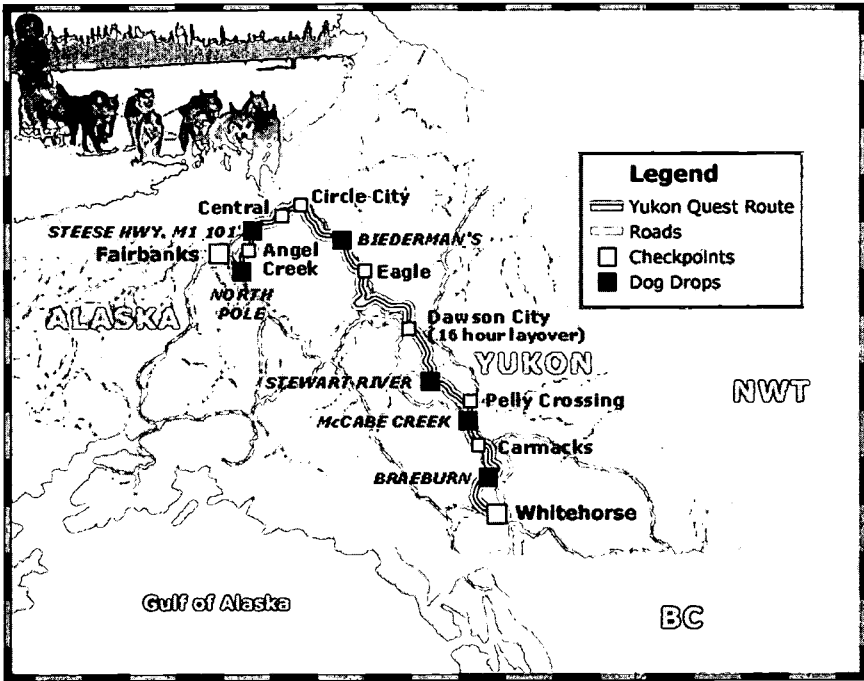 Legend
Yukon Quest Route
Roads
Checkpoints
Dog Drops
Circle City
Central
STEESE HWY. M1 101
BIEDERMAN'S
Fairbanks
Angel
Creek
Eagle
NORTH
POLE
ALASKA
Dawson City
(16 hour layover)
YUKON
NWT
STEWART RIVER
Pelly Crossing
McCABE CREEK
Carmacks
BRAEBURN
Whitehorse
Gulf of Alaska
BC